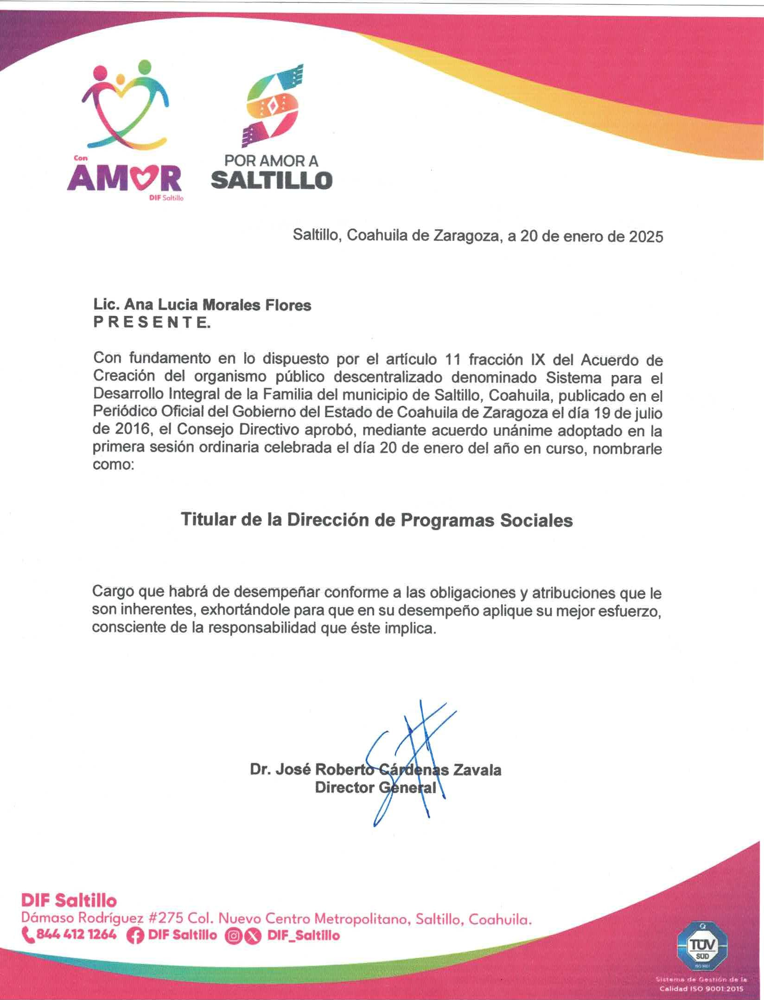 Con
AMOR
DIF Saltillo
POR AMOR A
SALTILLO
Saltillo, Coahuila de Zaragoza, a 20 de enero de 2025
Lic. Ana Lucia Morales Flores
P R E S E N T E.
Con fundamento en lo dispuesto por el artículo 11 fracción IX del Acuerdo de
Creación del organismo público descentralizado denominado Sistema para el
Desarrollo Integral de la Familia del municipio de Saltillo, Coahuila, publicado en el
Periódico Oficial del Gobierno del Estado de Coahuila de Zaragoza el día 19 de julio
de 2016, el Consejo Directivo aprobó, mediante acuerdo unánime adoptado en la
primera sesión ordinaria celebrada el día 20 de enero del año en curso, nombrarle
como:
Titular de la Dirección de Programas Sociales
Cargo que habrá de desempeñar conforme a las obligaciones y atribuciones que le
son inherentes, exhortándole para que en su desempeño aplique su mejor esfuerzo,
consciente de la responsabilidad que éste implica.
Dr. José Roberto Cárdenas Zavala
Director General
DIF Saltillo
Dámaso Rodríguez #275 Col. Nuevo Centro Metropolitano, Saltillo, Coahuila.
844 412 1264 DIF Saltillo DIF_Saltillo
Q
TÜV
SÜD
ISO 9001
Sistema de Gestión de la
Calidad ISO 9001:2015